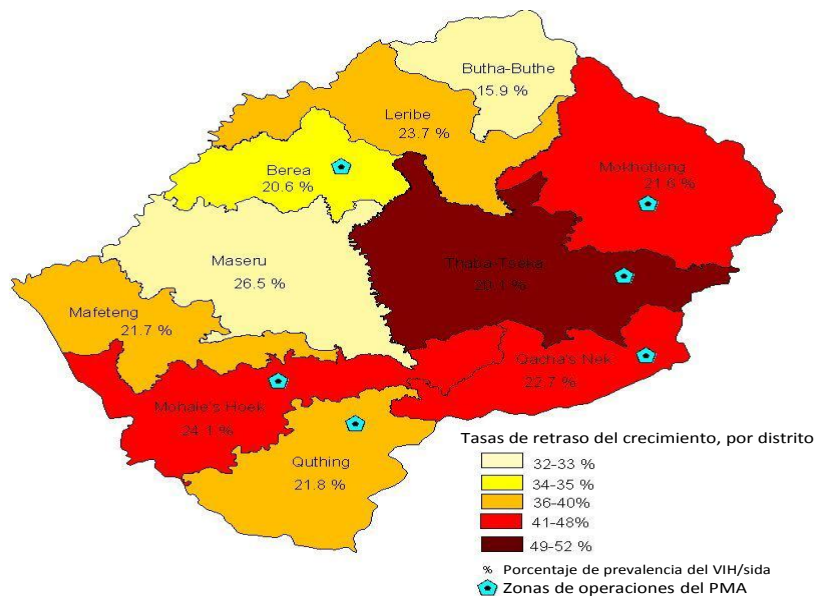 Butha-Buthe
15.9 %
Leribe
23.7 %
Mokhotlong
21.6 %
Berea
20.6 %
Maseru
26.5 %
Thaba-Tseka
Mafeteng
21.7 %
Qacha's Nek
22.7 %
Mohale's Hoek
24.1 %
Quthing
21.8 %
Tasas de retraso del crecimiento, por distrito
32-33 %
34-35 %
36-40%
41-48%
49-52 %
% Porcentaje de prevalencia del VIH/sida
Zonas de operaciones del PMA